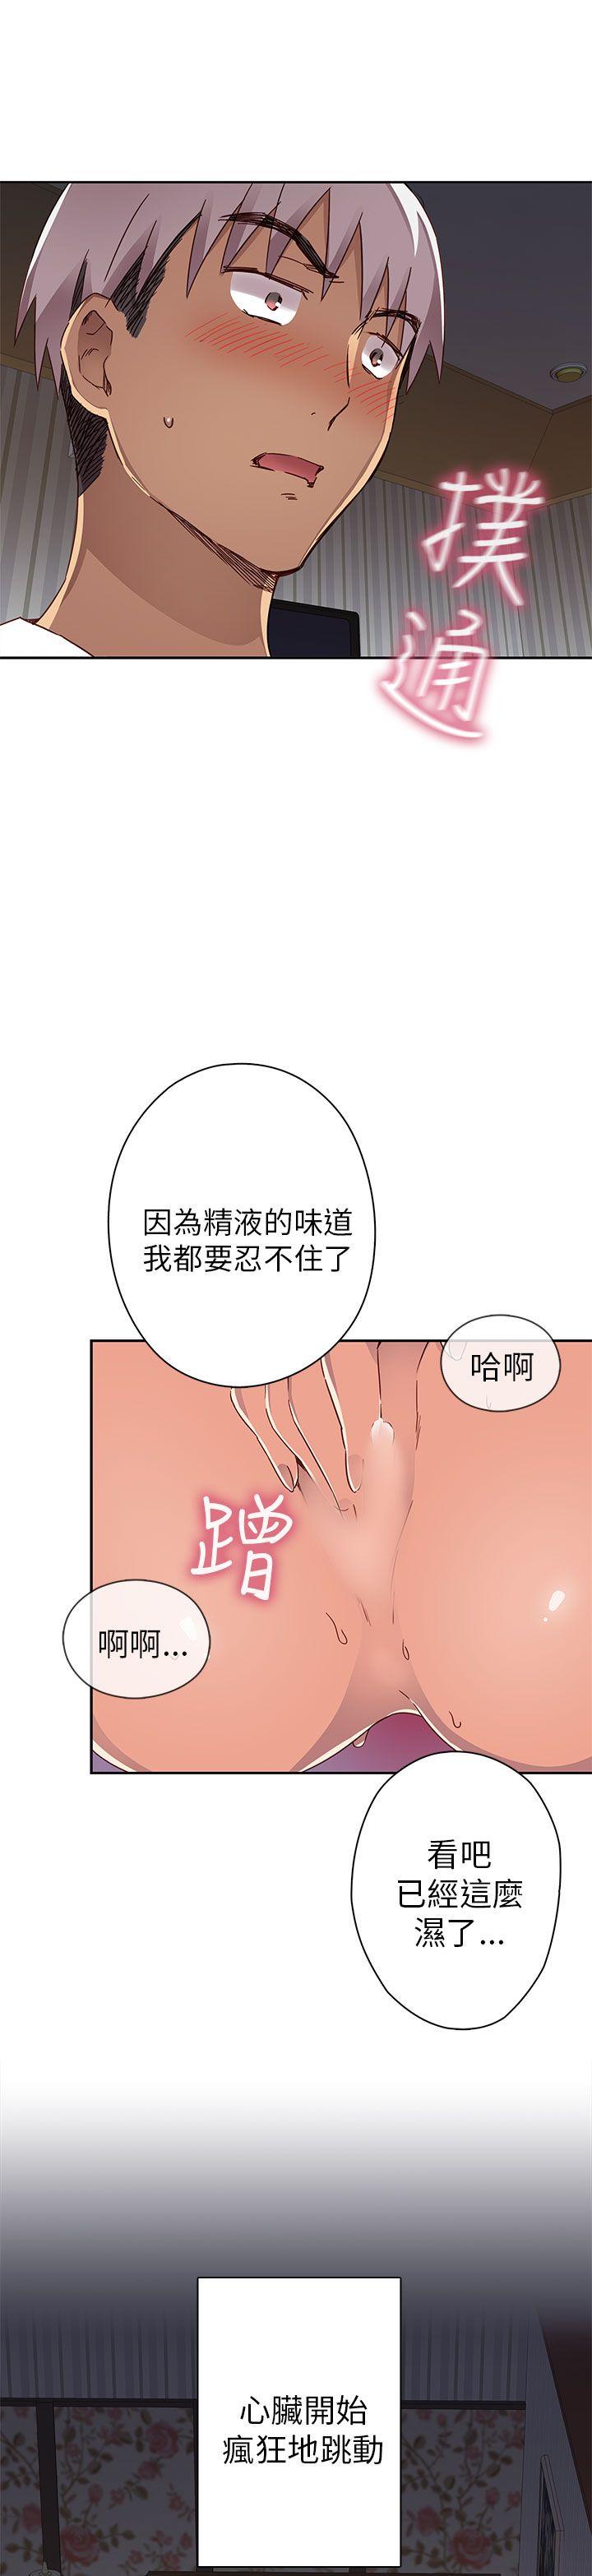 撲通
因為精液的味道
我都要忍不住了
哈啊
蹭
啊啊...
看吧
已經這麼
濕了...
心臟開始
瘋狂地跳動